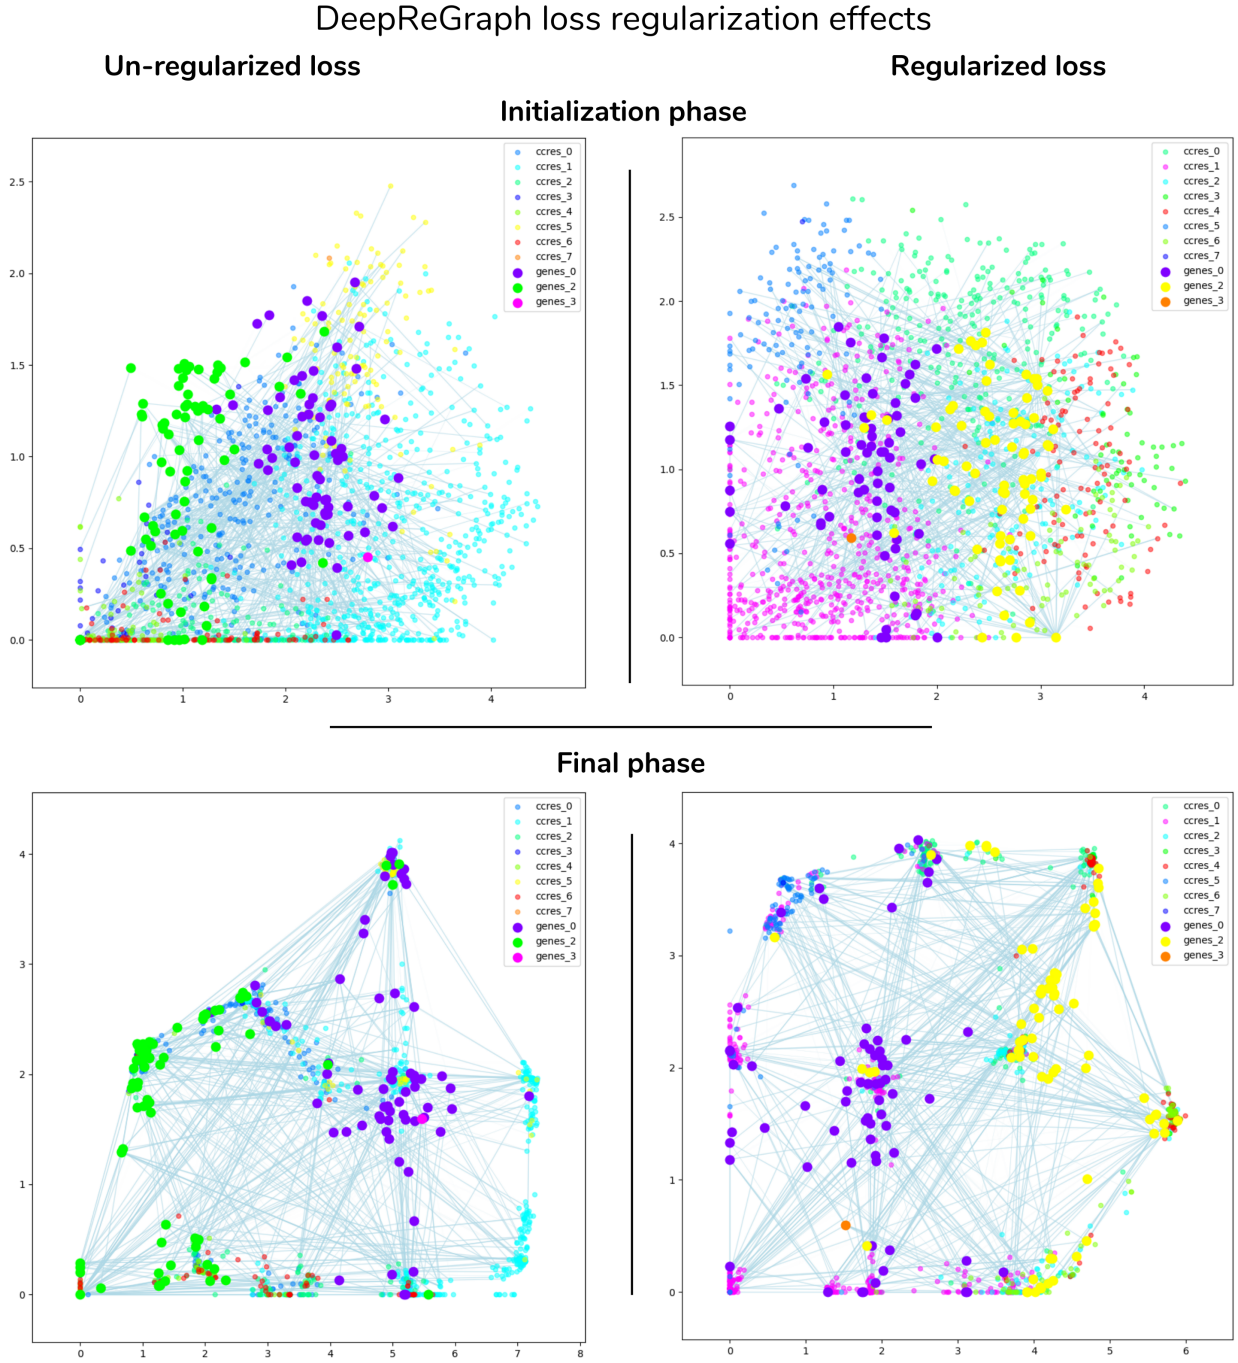 DeepReGraph loss regularization effects
Un-regularized loss
Regularized loss
Initialization phase
ccres_0
ccres_1
ccres_2
ccres_3
ccres_4
ccres_5
ccres_6
ccres_7
genes_0
genes_2
genes_3
2.5
2.0
1.5
1.0
0.5
0.0
0 1 2 3 4
ccres_0
ccres_1
ccres_2
ccres_3
ccres_4
ccres_5
ccres_6
ccres_7
genes_0
genes_2
genes_3
2.5
2.0
1.5
1.0
0.5
0.0
0 1 2 3 4
Final phase
ccres_0
ccres_1
ccres_2
ccres_3
ccres_4
ccres_5
ccres_6
ccres_7
genes_0
genes_2
genes_3
4
3
2
1
0
0 1 2 3 4 5 6 7 8
ccres_0
ccres_1
ccres_2
ccres_3
ccres_4
ccres_5
ccres_6
ccres_7
genes_0
genes_2
genes_3
4
3
2
1
0
0 1 2 3 4 5 6